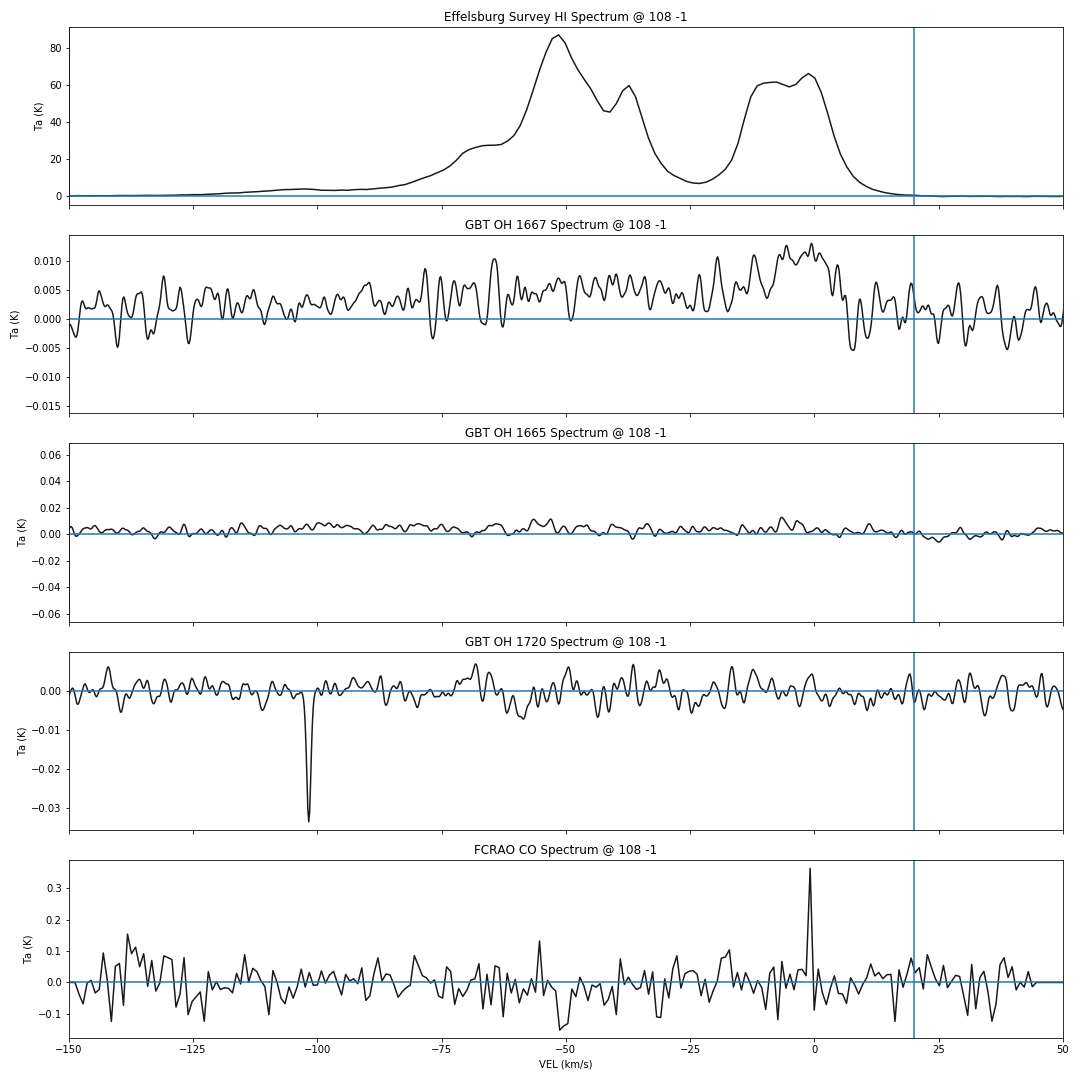 Effelsburg Survey HI Spectrum @ 108 -1
80
60
40
20
0
Ta (K)
GBT OH 1667 Spectrum @ 108 -1
0.010
0.005
0.000
−0.005
−0.010
−0.015
Ta (K)
GBT OH 1665 Spectrum @ 108 -1
0.06
0.04
0.02
0.00
−0.02
−0.04
−0.06
Ta (K)
GBT OH 1720 Spectrum @ 108 -1
0.00
−0.01
−0.02
−0.03
Ta (K)
FCRAO CO Spectrum @ 108 -1
0.3
0.2
0.1
0.0
−0.1
Ta (K)
−150 −125 −100 −75 −50 −25 0 25 50
VEL (km/s)